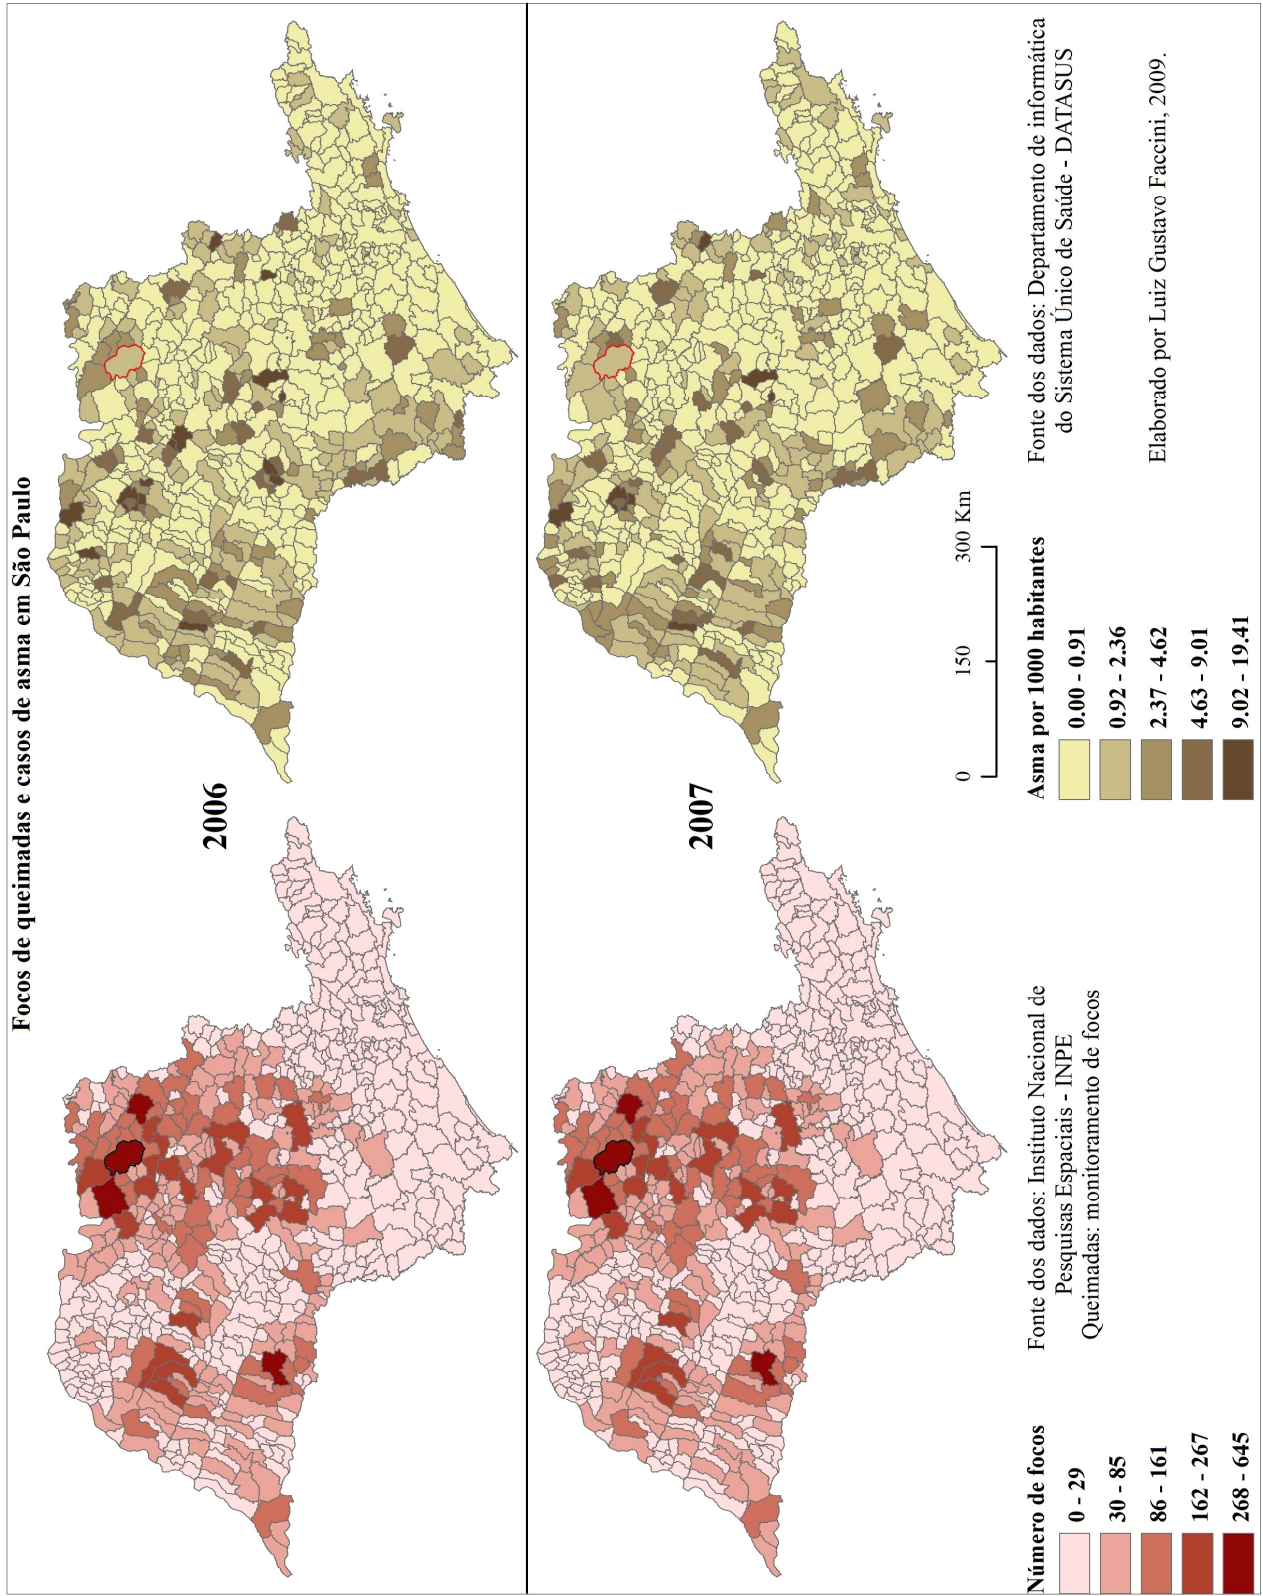 Focos de queimadas e casos de asma em São Paulo
2006
2007
Número de focos
0 - 29
30 - 85
86 - 161
162 - 267
268 - 645
Fonte dos dados: Instituto Nacional de
Pesquisas Espaciais - INPE
Queimadas: monitoramento de focos
0 150 300 Km
Asma por 1000 habitantes
0.00 - 0.91
0.92 - 2.36
2.37 - 4.62
4.63 - 9.01
9.02 - 19.41
Fonte dos dados: Departamento de informática
do Sistema Único de Saúde - DATASUS
Elaborado por Luiz Gustavo Faccini, 2009.